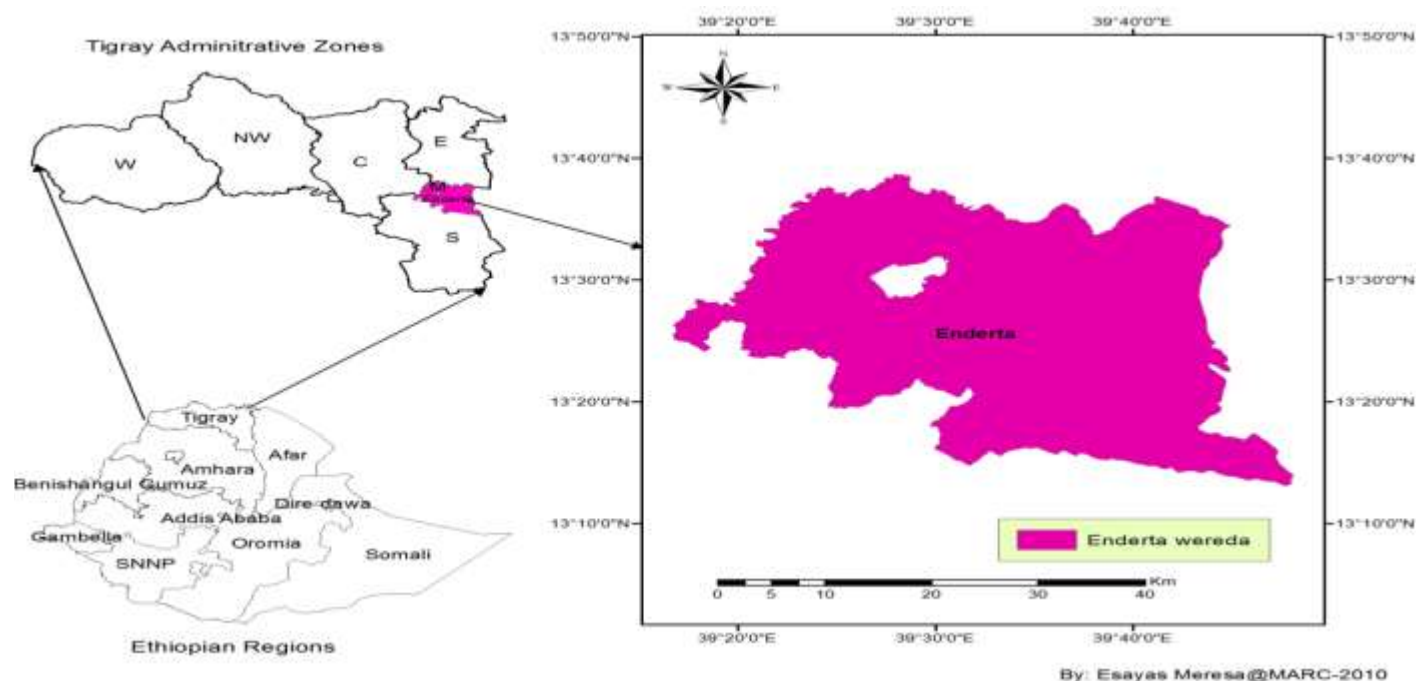 Tigray Adminitrative Zones
W
NW
C
E
M
S
Tigray
Afar
Amhara
Benishangul Gumuz
Dire dawa
Addis Ababa
Gambella
Oromia
Somali
SNNP
Ethiopian Regions
39°20'0"E 39°30'0"E 39°40'0"E
13°50'0"N 13°50'0"N
N
W E
S
13°40'0"N 13°40'0"N
13°30'0"N 13°30'0"N
Enderta
13°20'0"N 13°20'0"N
13°10'0"N 13°10'0"N
Enderta wereda
Km
0 5 10 20 30 40
39°20'0"E 39°30'0"E 39°40'0"E
By: Esayas Meresa@MARC-2010